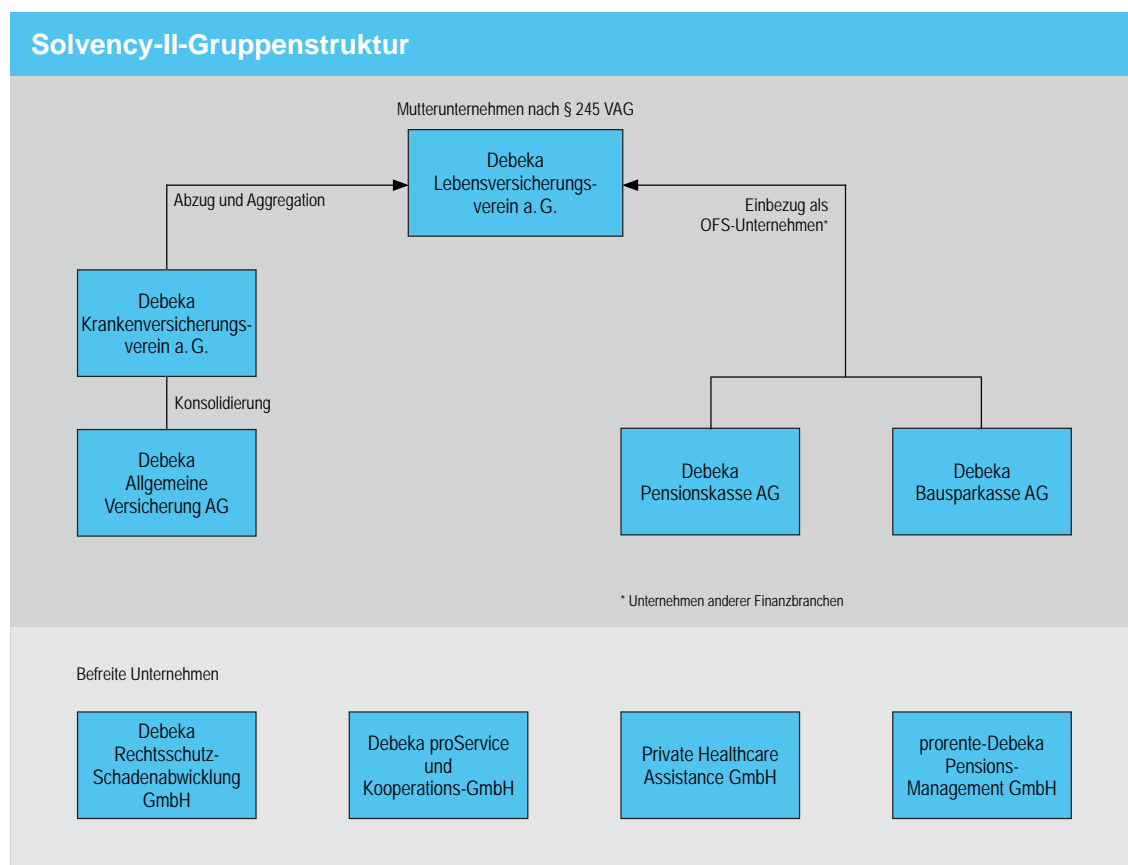 Solvency-II-Gruppenstruktur
Mutterunternehmen nach § 245 VAG
Debeka
Lebensversicherungs-
verein a. G.
Abzug und Aggregation
Einbezug als
OFS-Unternehmen*
Debeka
Krankenversicherungs-
verein a. G.
Konsolidierung
Debeka
Allgemeine
Versicherung AG
Debeka
Pensionskasse AG
Debeka
Bausparkasse AG
* Unternehmen anderer Finanzbranchen
Befreite Unternehmen
Debeka
Rechtsschutz-
Schadenabwicklung
GmbH
Debeka proService
und
Kooperations-GmbH
Private Healthcare
Assistance GmbH
prorente-Debeka
Pensions-
Management GmbH